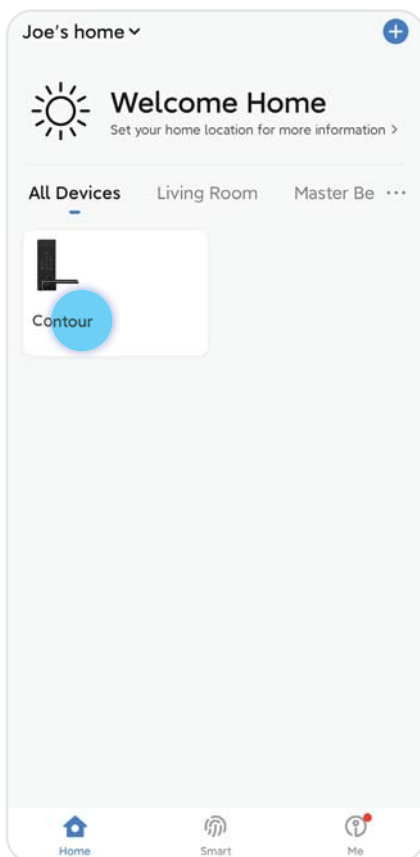 Joe's home
Welcome Home
Set your home location for more information >
All Devices Living Room Master Be ···
Contour
Home Smart Me